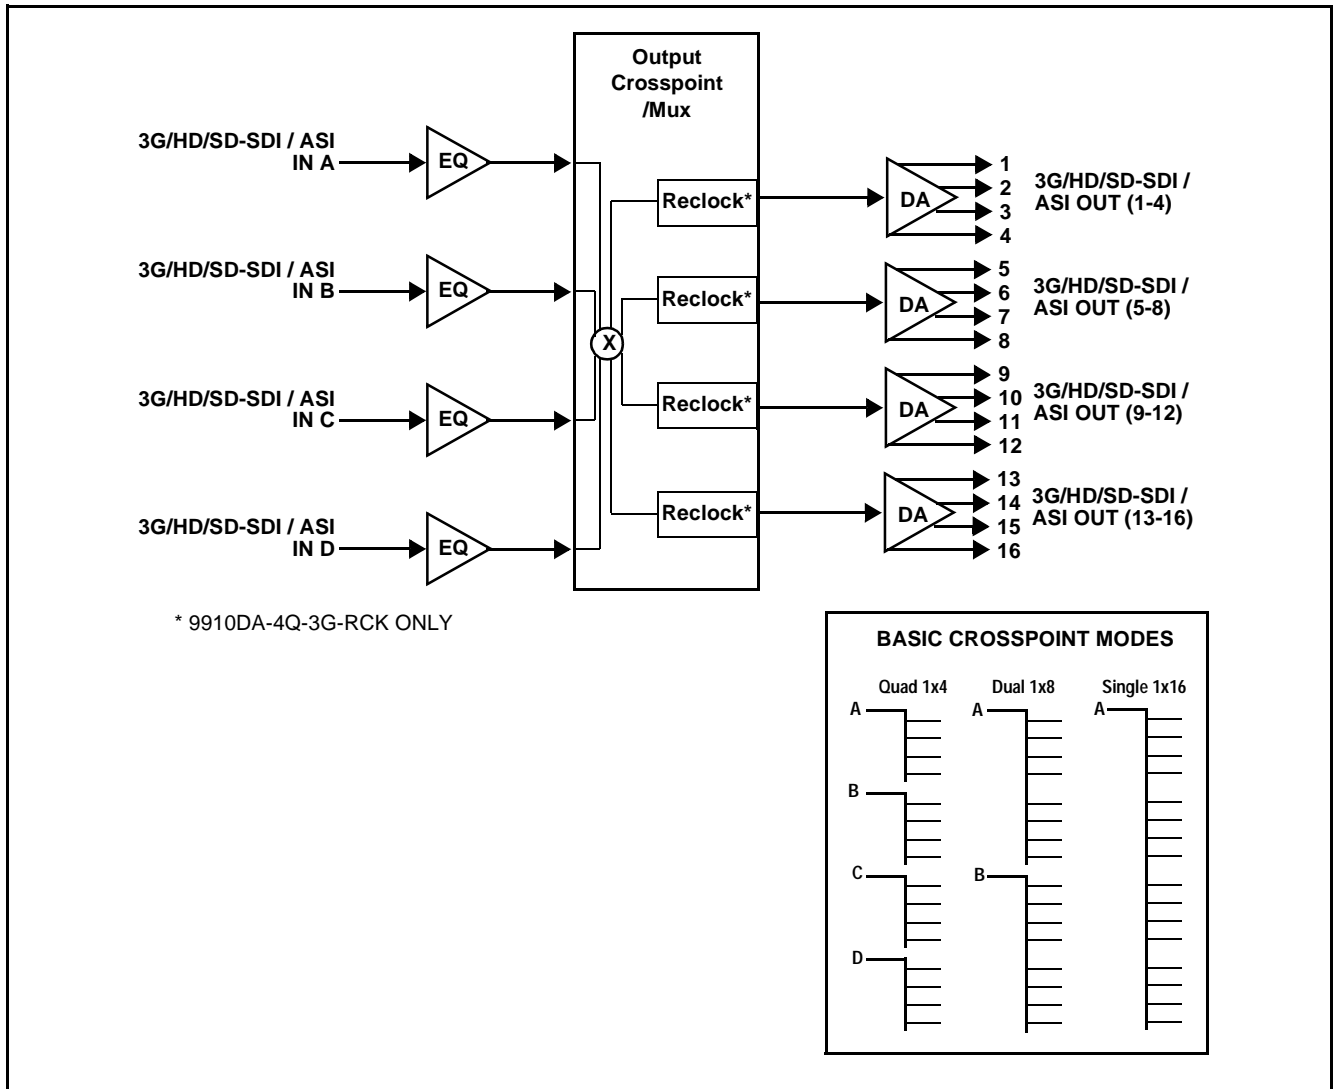 Output
Crosspoint
/Mux
3G/HD/SD-SDI / ASI
IN A
EQ
3G/HD/SD-SDI / ASI
IN B
EQ
3G/HD/SD-SDI / ASI
IN C
EQ
3G/HD/SD-SDI / ASI
IN D
EQ
X
Reclock*
Reclock*
Reclock*
Reclock*
DA
1
2
3
4
3G/HD/SD-SDI /
ASI OUT (1-4)
DA
5
6
7
8
3G/HD/SD-SDI /
ASI OUT (5-8)
DA
9
10
11
12
3G/HD/SD-SDI /
ASI OUT (9-12)
DA
13
14
15
16
3G/HD/SD-SDI /
ASI OUT (13-16)
* 9910DA-4Q-3G-RCK ONLY
BASIC CROSSPOINT MODES
Quad 1x4
A
B
C
D
Dual 1x8
A
B
Single 1x16
A